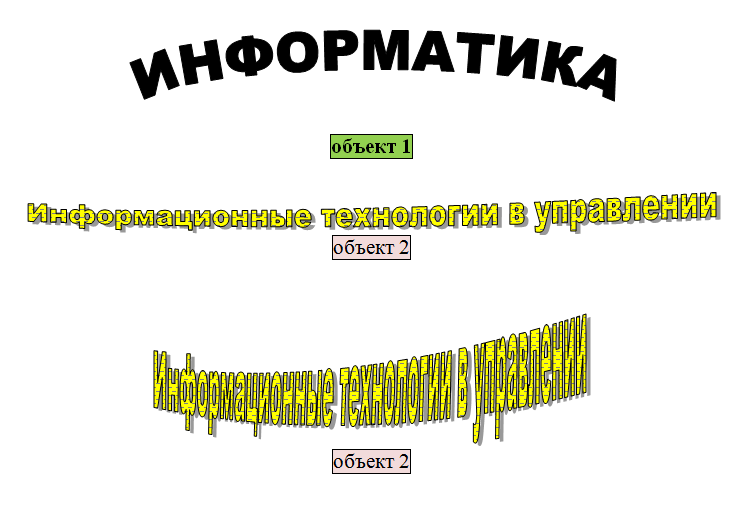 ИНФОРМАТИКА
объект 1
Информационные технологии в управлении
объект 2
Информационные технологии в управлении
объект 2